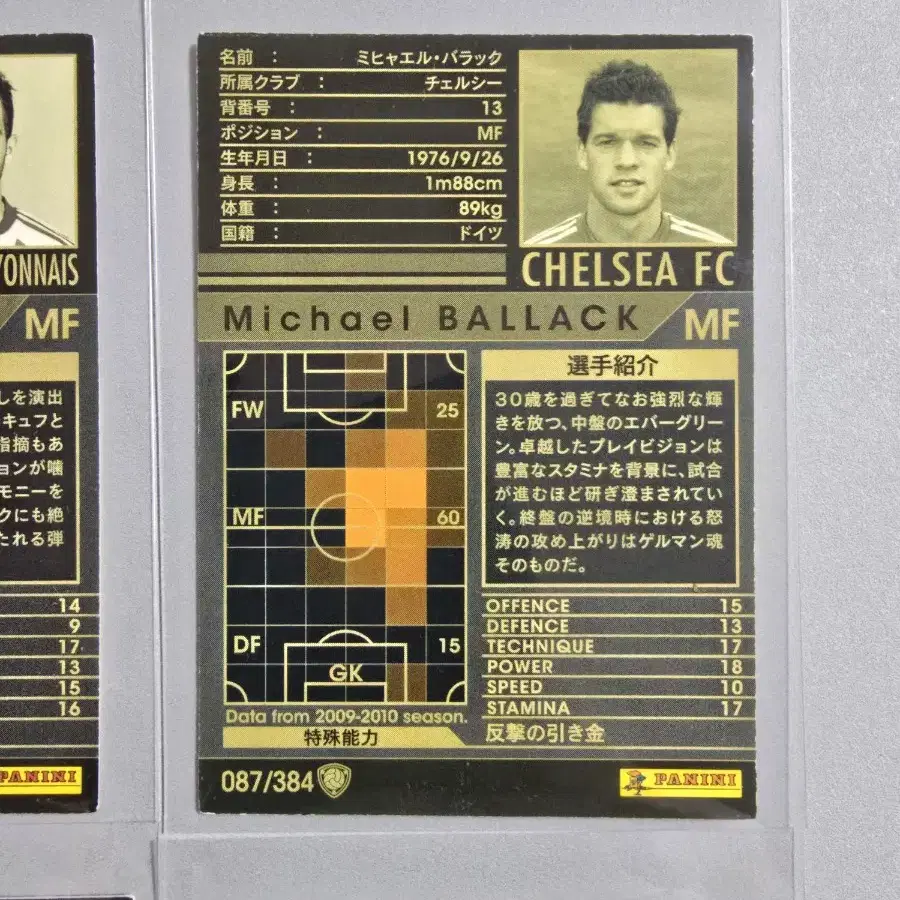 YONNAIS
MF
しを演出
キュフと
指摘もあ
ョンが噛
モニーを
クにも絶
たれる弾
14
9
17
13
15
16
PANINI
名前 : ミヒャエル・バラック
所属クラブ : チェルシー
背番号 : 13
ポジション : MF
生年月日 : 1976/9/26
身長 : 1m88cm
体重 : 89kg
国籍 : ドイツ
CHELSEA FC
Michael BALLACK MF
FW 25
MF 60
DF 15
GK
Data from 2009-2010 season.
選手紹介
30歳を過ぎてなお強烈な輝
きを放つ、中盤のエバーグリー
ン。卓越したプレイビジョンは
豊富なスタミナを背景に、試合
が進むほど研ぎ澄まされてい
く。終盤の逆境時における怒
涛の攻め上がりはゲルマン魂
そのものだ。
OFFENCE 15
DEFENCE 13
TECHNIQUE 17
POWER 18
SPEED 10
STAMINA 17
特殊能力 反撃の引き金
087/384
PANINI